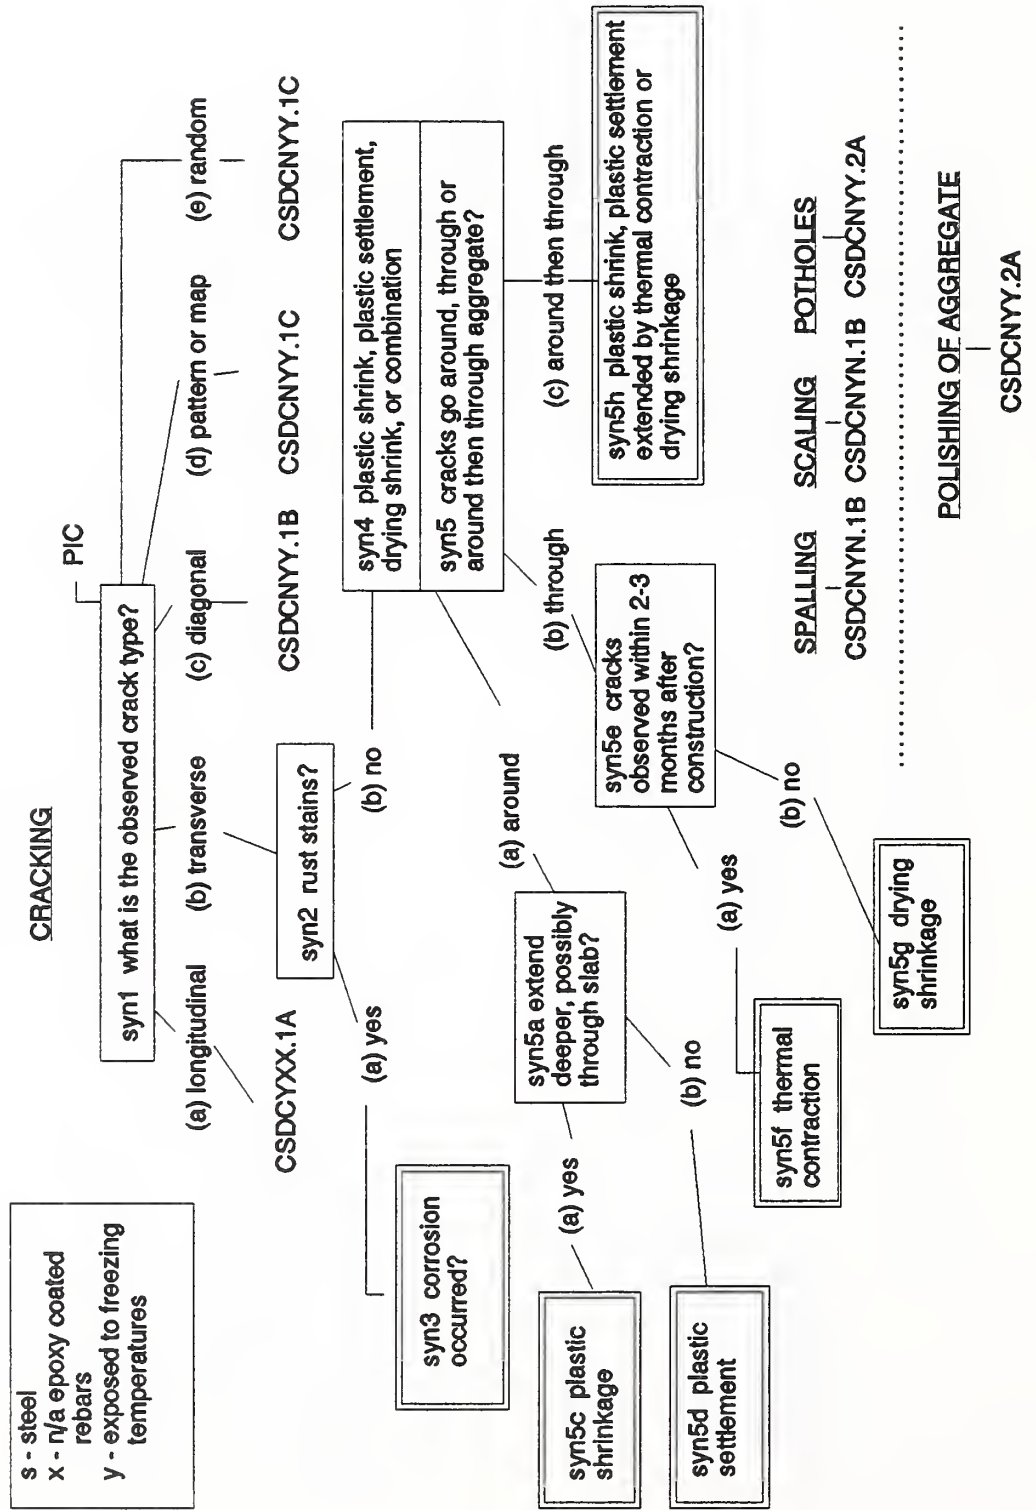 s - steel
x - n/a epoxy coated
rebars
y - exposed to freezing
temperatures
CRACKING
PIC
syn1 what is the observed crack type?
(a) longitudinal
(b) transverse
(c) diagonal
(d) pattern or map
(e) random
CSDCYXX.1A
CSDCNYY.1B
CSDCNYY.1C
CSDCNYY.1C
syn2 rust stains?
(a) yes
(b) no
syn3 corrosion
occurred?
syn4 plastic shrink, plastic settlement,
drying shrink, or combination
syn5 cracks go around, through or
around then through aggregate?
(a) around
(b) through
(c) around then through
syn5a extend
deeper, possibly
through slab?
(a) yes
(b) no
syn5c plastic
shrinkage
syn5d plastic
settlement
syn5e cracks
observed within 2-3
months after
construction?
(a) yes
(b) no
syn5f thermal
contraction
syn5g drying
shrinkage
syn5h plastic shrink, plastic settlement
extended by thermal contraction or
drying shrinkage
SPALLING
SCALING
POTHOLES
CSDCNYN.1B
CSDCNYN.1B
CSDCNYY.2A
POLISHING OF AGGREGATE
CSDCNYY.2A